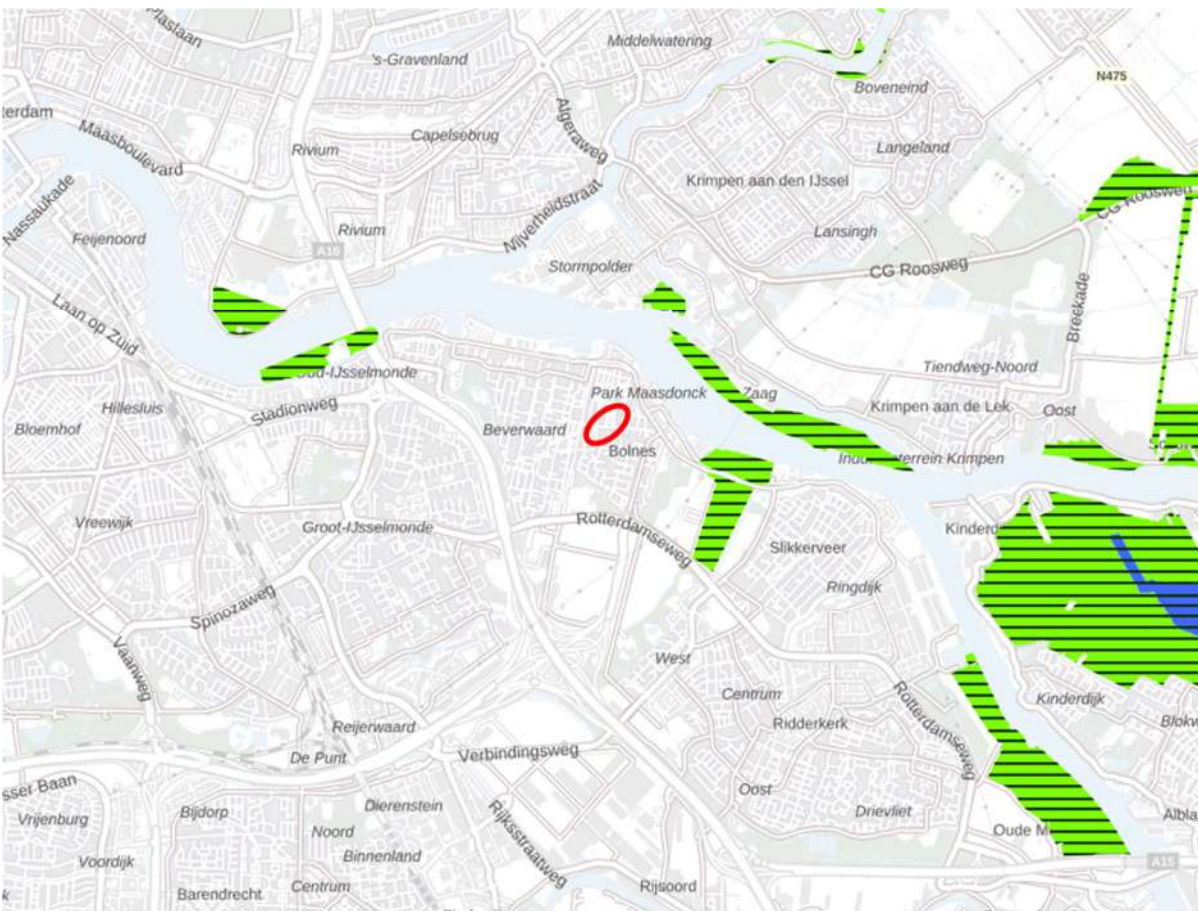 Plaslaan
Middelwatering
's-Gravenland
N475
Boveneind
terdam
Maasboulevard
Capelsebrug
Algeraweg
Rivium
Langeland
Krimpen aan den IJssel
Nassaukade
Nijverheidstraat
CG Roosweg
Feijenoord
Rivium
Lansingh
A16
Stormpolder
CG Roosweg
Breckade
Laan op Zuid
Oud-IJsselmonde
Tiendweg-Noord
Park Maasdonck
Zaag
Hillesluis
Stadionweg
Krimpen aan de Lek
Oost
Bloemhof
Beverwaard
Bolnes
Vreewijk
Groot-IJsselmonde
Rotterdamseweg
Kinderd
Slikkerveer
Ringdijk
Spinozaweg
Vaanweg
West
Centrum
Kinderdijk
Ridderkerk
Blokw
Rotterdamseweg
Reijerwaard
De Punt
Verbindingsweg
sser Baan
Oost
Vrijenburg
Bijdorp
Dierenstein
Drievliet
Albla
Noord
Rijksstraatweg
Oude M
Voordijk
Binnenland
A15
k
Barendrecht
Centrum
Rijsoord